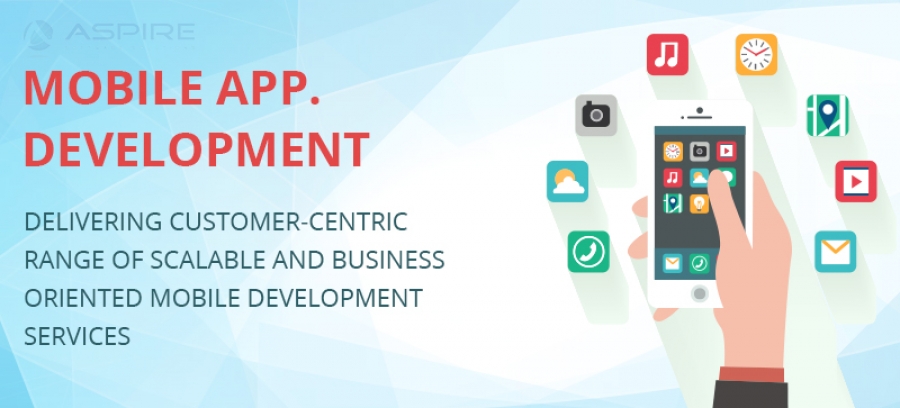 ASPIRE
MOBILE APP.
DEVELOPMENT
DELIVERING CUSTOMER-CENTRIC
RANGE OF SCALABLE AND BUSINESS
ORIENTED MOBILE DEVELOPMENT
SERVICES